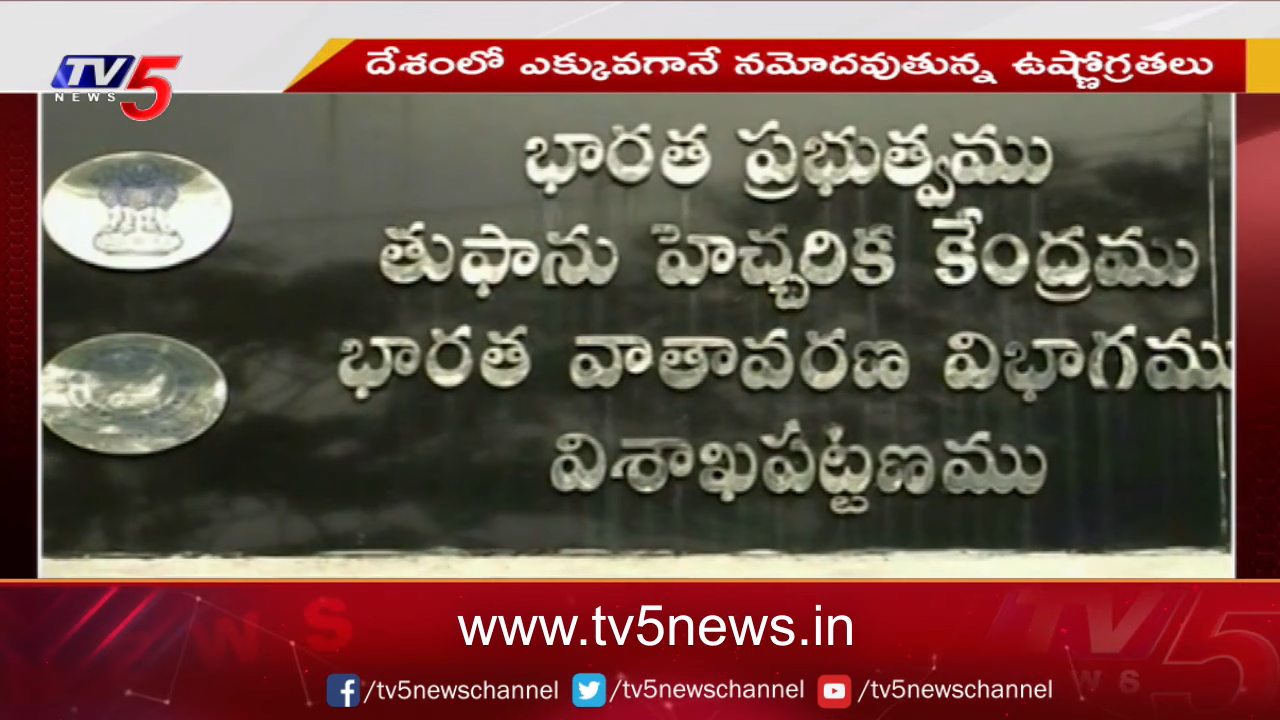 TV5
NEWS
దేశంలో ఎక్కువగానే నమోదవుతున్న ఉష్ణోగ్రతలు
భారత ప్రభుత్వము
తుఫాను హెచ్చరిక కేంద్రము
భారత వాతావరణ విభాగము
విశాఖపట్టణము
www.tv5news.in
/tv5newschannel /tv5newschannel /tv5newschannel